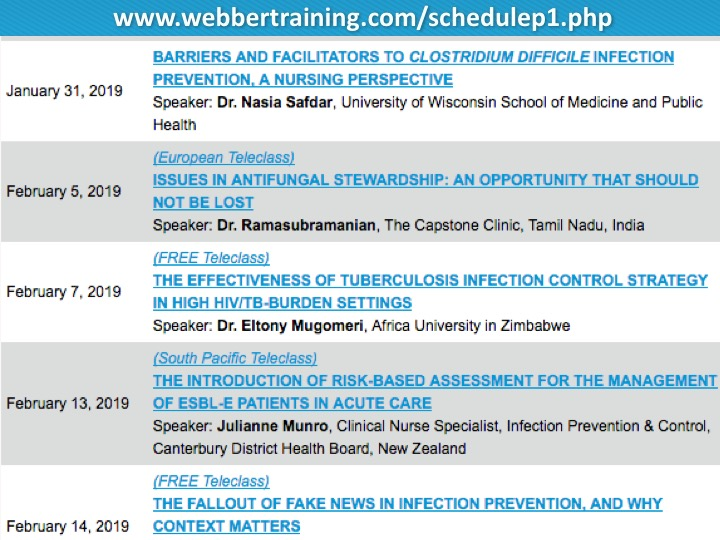 www.webbertraining.com/schedulep1.php
BARRIERS AND FACILITATORS TO CLOSTRIDIUM DIFFICILE INFECTION
PREVENTION, A NURSING PERSPECTIVE
January 31, 2019
Speaker: Dr. Nasia Safdar, University of Wisconsin School of Medicine and Public
Health
(European Teleclass)
ISSUES IN ANTIFUNGAL STEWARDSHIP: AN OPPORTUNITY THAT SHOULD
February 5, 2019
NOT BE LOST
Speaker: Dr. Ramasubramanian, The Capstone Clinic, Tamil Nadu, India
(FREE Teleclass)
THE EFFECTIVENESS OF TUBERCULOSIS INFECTION CONTROL STRATEGY
February 7, 2019
IN HIGH HIV/TB-BURDEN SETTINGS
Speaker: Dr. Eltony Mugomeri, Africa University in Zimbabwe
(South Pacific Teleclass)
THE INTRODUCTION OF RISK-BASED ASSESSMENT FOR THE MANAGEMENT
February 13, 2019
OF ESBL-E PATIENTS IN ACUTE CARE
Speaker: Julianne Munro, Clinical Nurse Specialist, Infection Prevention & Control,
Canterbury District Health Board, New Zealand
(FREE Teleclass)
THE FALLOUT OF FAKE NEWS IN INFECTION PREVENTION, AND WHY
February 14, 2019
CONTEXT MATTERS